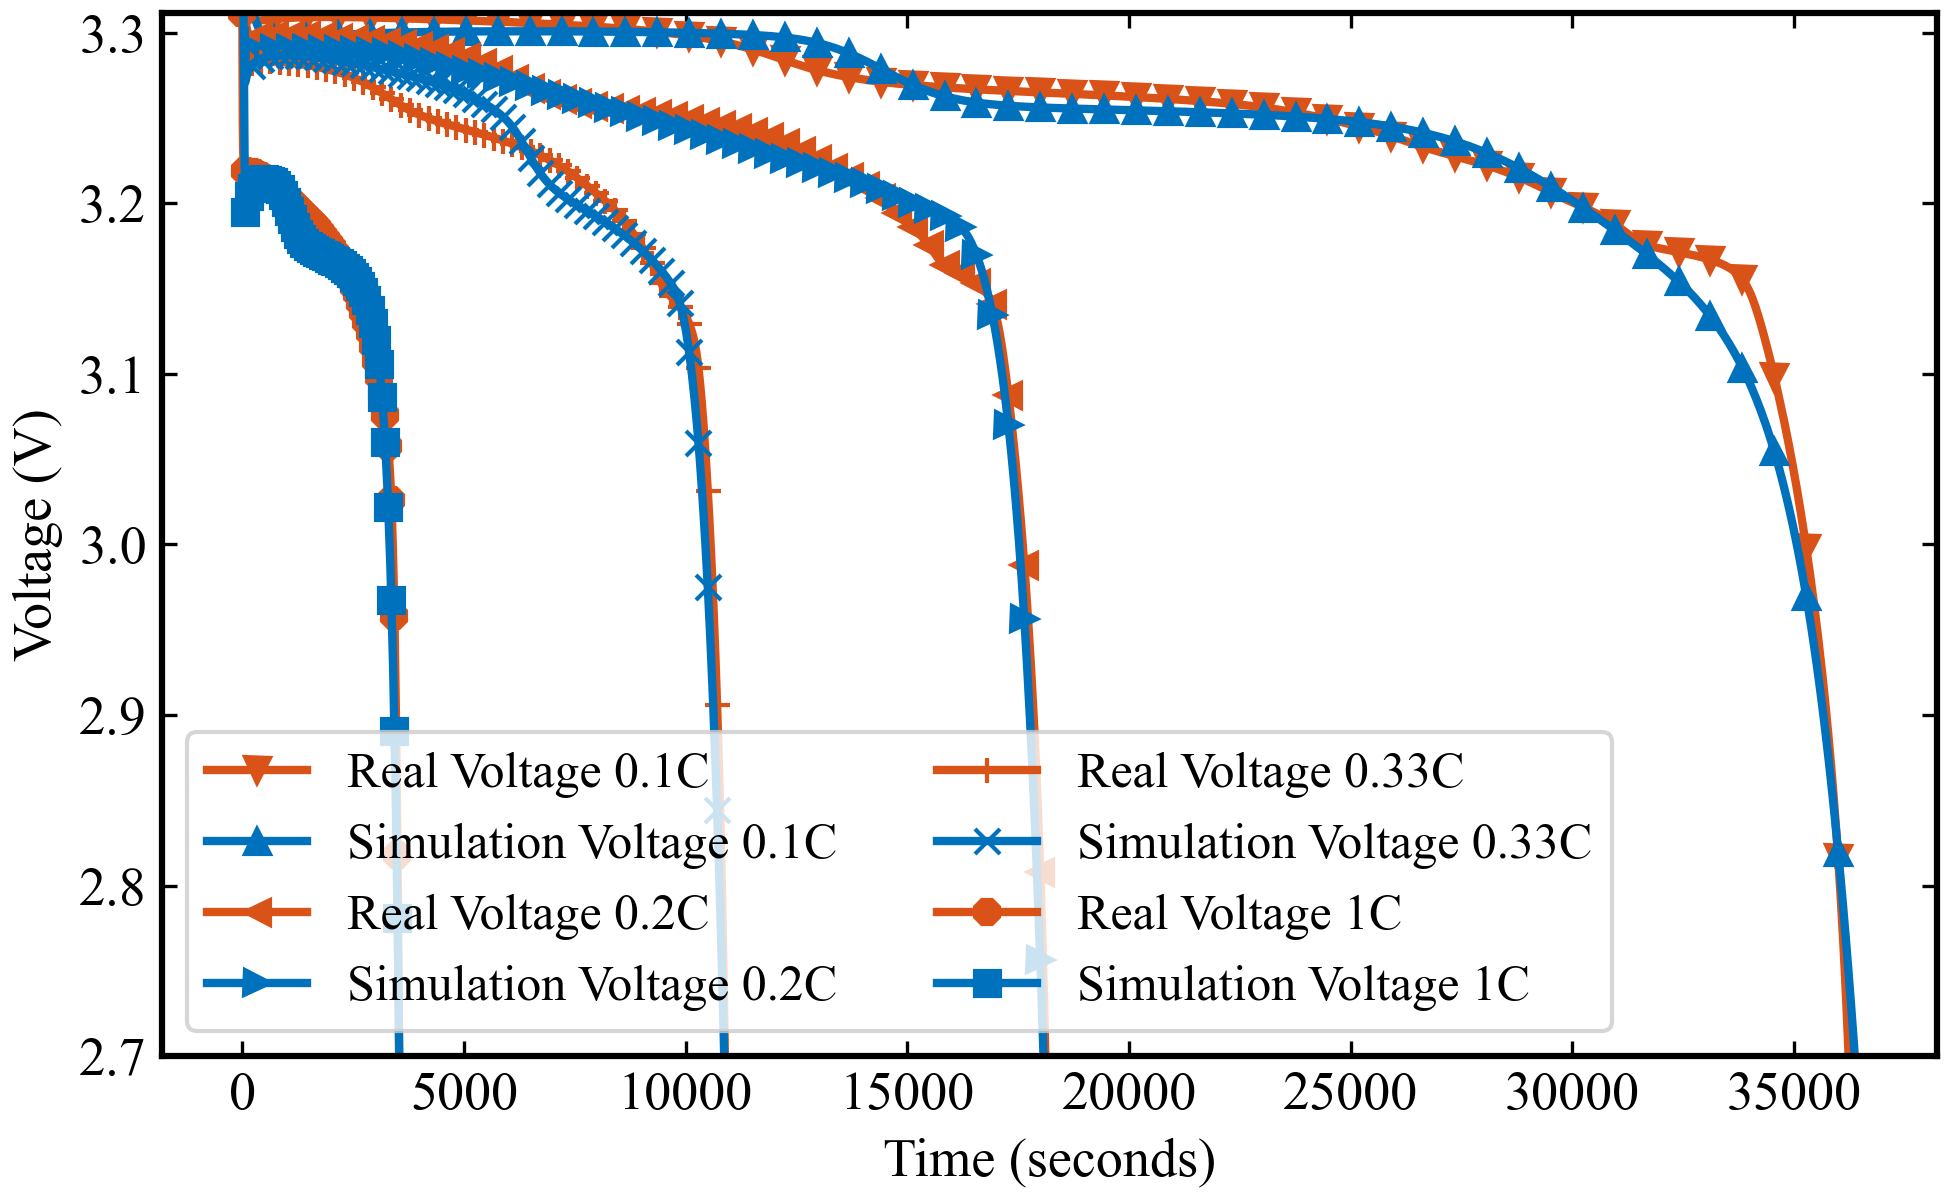 3.3
3.2
3.1
3.0
2.9
2.8
2.7
Voltage (V)
Real Voltage 0.1C
Simulation Voltage 0.1C
Real Voltage 0.2C
Simulation Voltage 0.2C
Real Voltage 0.33C
Simulation Voltage 0.33C
Real Voltage 1C
Simulation Voltage 1C
0 5000 10000 15000 20000 25000 30000 35000
Time (seconds)